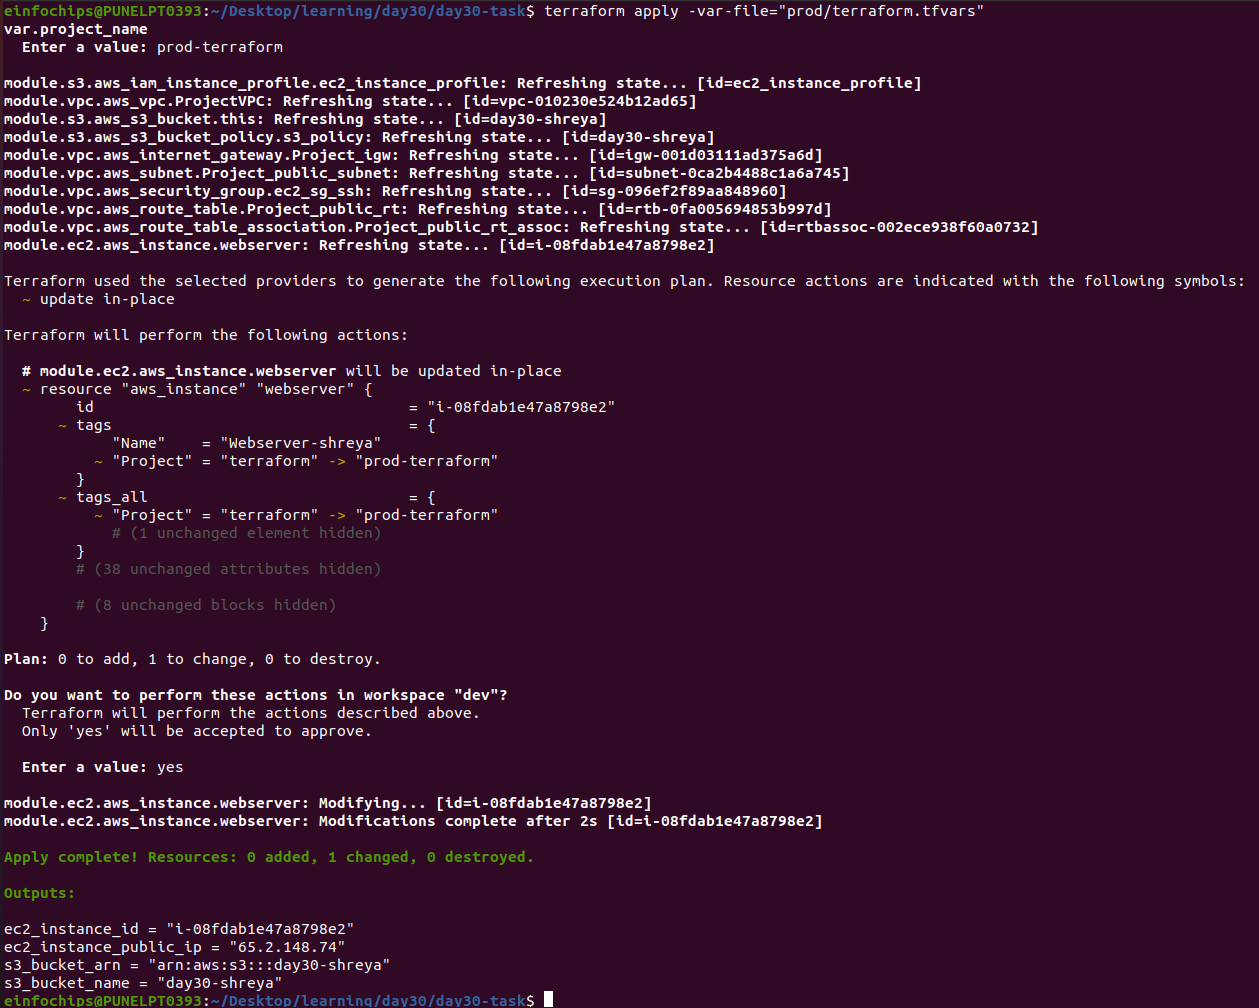 einfochips@PUNELPT0393:~/Desktop/learning/day30/day30-task$ terraform apply -var-file="prod/terraform.tfvars"
var.project_name
  Enter a value: prod-terraform

module.s3.aws_iam_instance_profile.ec2_instance_profile: Refreshing state... [id=ec2_instance_profile]
module.vpc.aws_vpc.ProjectVPC: Refreshing state... [id=vpc-010230e524b12ad65]
module.s3.aws_s3_bucket.this: Refreshing state... [id=day30-shreya]
module.s3.aws_s3_bucket_policy.s3_policy: Refreshing state... [id=day30-shreya]
module.vpc.aws_internet_gateway.Project_igw: Refreshing state... [id=igw-001d03111ad375a6d]
module.vpc.aws_subnet.Project_public_subnet: Refreshing state... [id=subnet-0ca2b4488c1a6a745]
module.vpc.aws_security_group.ec2_sg_ssh: Refreshing state... [id=sg-096ef2f89aa848960]
module.vpc.aws_route_table.Project_public_rt: Refreshing state... [id=rtb-0fa005694853b997d]
module.vpc.aws_route_table_association.Project_public_rt_assoc: Refreshing state... [id=rtbassoc-002ece938f60a0732]
module.ec2.aws_instance.webserver: Refreshing state... [id=i-08fdab1e47a8798e2]

Terraform used the selected providers to generate the following execution plan. Resource actions are indicated with the following symbols:
  ~ update in-place

Terraform will perform the following actions:

  # module.ec2.aws_instance.webserver will be updated in-place
  ~ resource "aws_instance" "webserver" {
        id                                   = "i-08fdab1e47a8798e2"
      ~ tags                                 = {
            "Name"    = "Webserver-shreya"
          ~ "Project" = "terraform" -> "prod-terraform"
        }
      ~ tags_all                             = {
          ~ "Project" = "terraform" -> "prod-terraform"
            # (1 unchanged element hidden)
        }
        # (38 unchanged attributes hidden)

        # (8 unchanged blocks hidden)
    }

Plan: 0 to add, 1 to change, 0 to destroy.

Do you want to perform these actions in workspace "dev"?
  Terraform will perform the actions described above.
  Only 'yes' will be accepted to approve.

  Enter a value: yes

module.ec2.aws_instance.webserver: Modifying... [id=i-08fdab1e47a8798e2]
module.ec2.aws_instance.webserver: Modifications complete after 2s [id=i-08fdab1e47a8798e2]

Apply complete! Resources: 0 added, 1 changed, 0 destroyed.

Outputs:

ec2_instance_id = "i-08fdab1e47a8798e2"
ec2_instance_public_ip = "65.2.148.74"
s3_bucket_arn = "arn:aws:s3:::day30-shreya"
s3_bucket_name = "day30-shreya"
einfochips@PUNELPT0393:~/Desktop/learning/day30/day30-task$